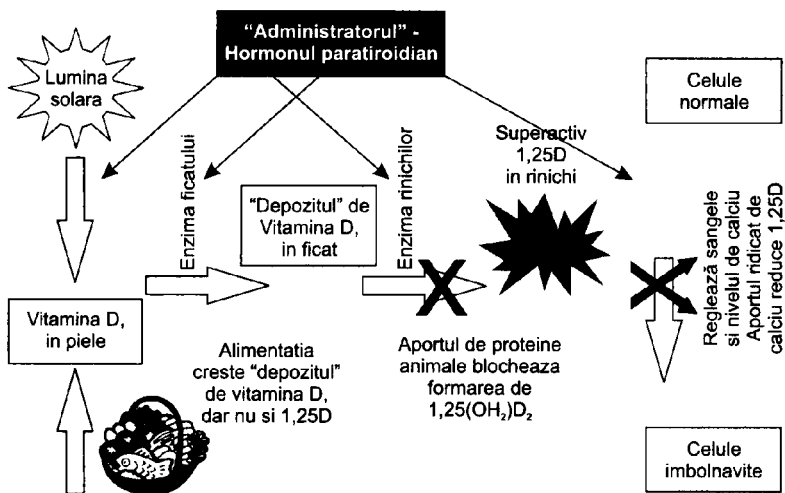 "Administratorul" -
Hormonul paratiroidian
Lumina
solara
Celule
normale
Enzima ficatului
"Depozitul" de
Vitamina D,
in ficat
Enzima rinichilor
Superactiv
1,25D
in rinichi
Reglează sangele
si nivelul de calciu
Aportul ridicat de
calciu reduce 1,25D
Vitamina D,
in piele
Alimentatia
creste "depozitul"
de vitamina D,
dar nu si 1,25D
Aportul de proteine
animale blocheaza
formarea de
1,25(OH₂)D₂
Celule
imbolnavite